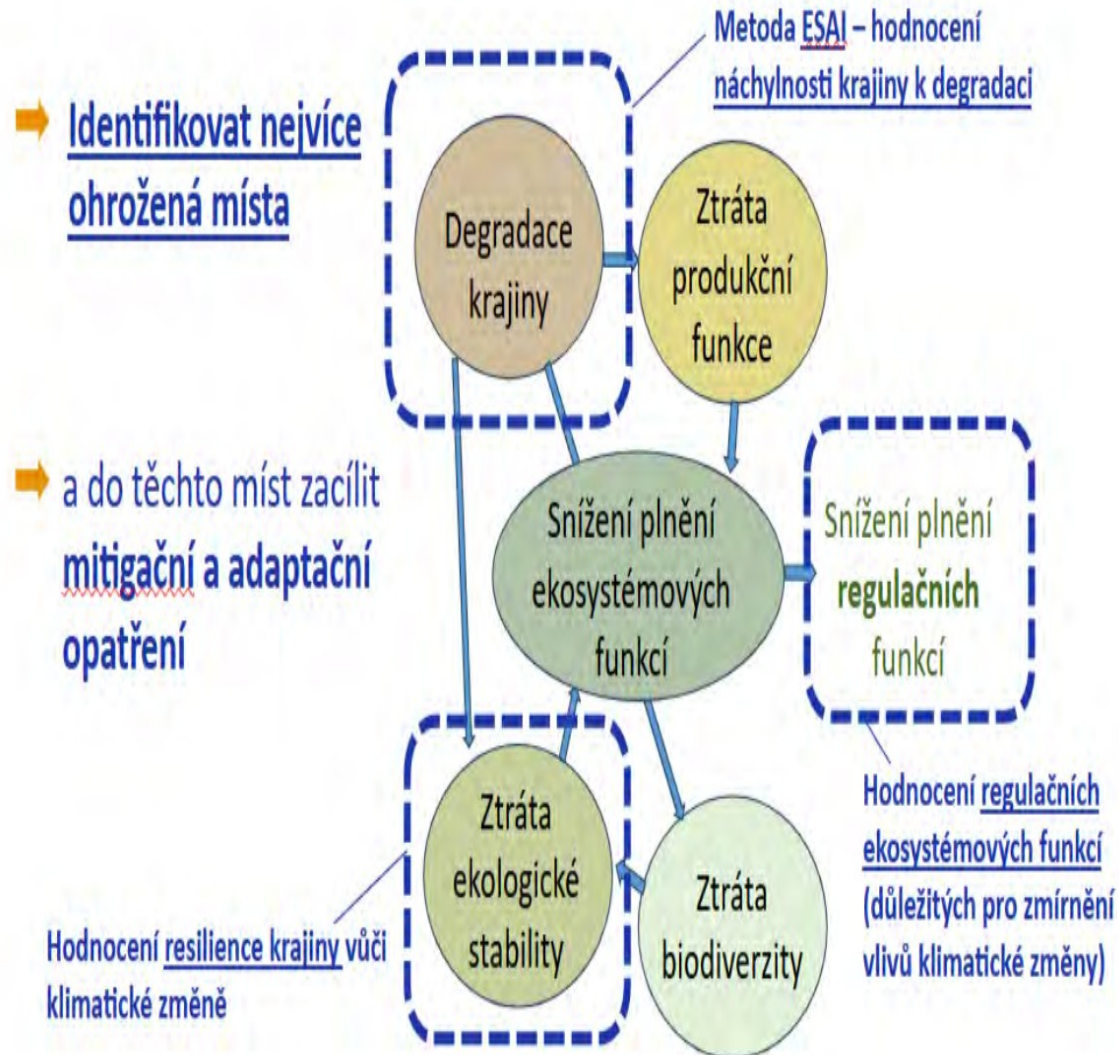 Metoda ESAI – hodnocení
náchylnosti krajiny k degradaci
Identifikovat nejvíce
ohrožená místa
Degradace
krajiny
Ztráta
produkční
funkce
a do těchto míst zacílit
mitigační a adaptační
opatření
Snížení plnění
ekosystémových
funkcí
Snížení plnění
regulačních
funkcí
Ztráta
ekologické
stability
Ztráta
biodiverzity
Hodnocení regulačních
ekosystémových funkcí
(důležitých pro zmírnění
vlivů klimatické změny)
Hodnocení resilience krajiny vůči
klimatické změně